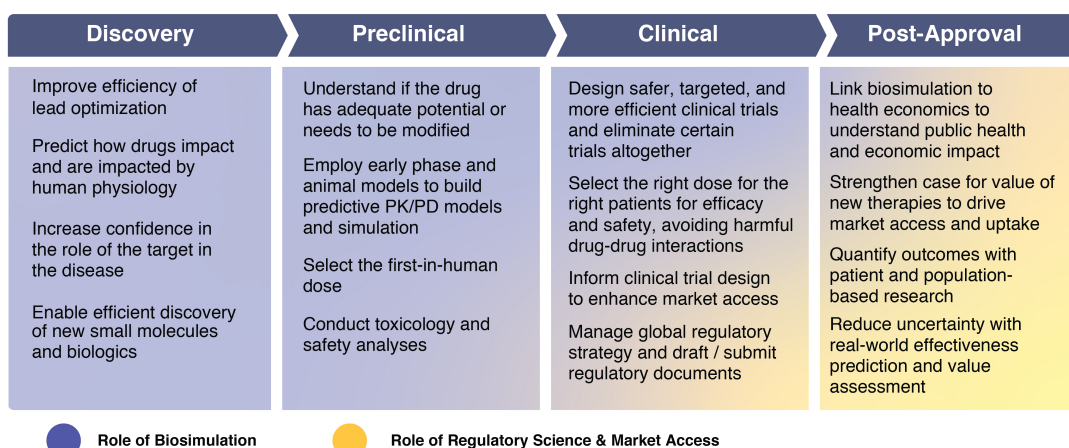 Discovery
Preclinical
Clinical
Post-Approval
Improve efficiency of
lead optimization
Predict how drugs impact
and are impacted by
human physiology
Increase confidence in
the role of the target in
the disease
Enable efficient discovery
of new small molecules
and biologics
Understand if the drug
has adequate potential or
needs to be modified
Employ early phase and
animal models to build
predictive PK/PD models
and simulation
Select the first-in-human
dose
Conduct toxicology and
safety analyses
Design safer, targeted, and
more efficient clinical trials
and eliminate certain
trials altogether
Select the right dose for the
right patients for efficacy
and safety, avoiding harmful
drug-drug interactions
Inform clinical trial design
to enhance market access
Manage global regulatory
strategy and draft / submit
regulatory documents
Link biosimulation to
health economics to
understand public health
and economic impact
Strengthen case for value of
new therapies to drive
market access and uptake
Quantify outcomes with
patient and population-
based research
Reduce uncertainty with
real-world effectiveness
prediction and value
assessment
Role of Biosimulation
Role of Regulatory Science & Market Access